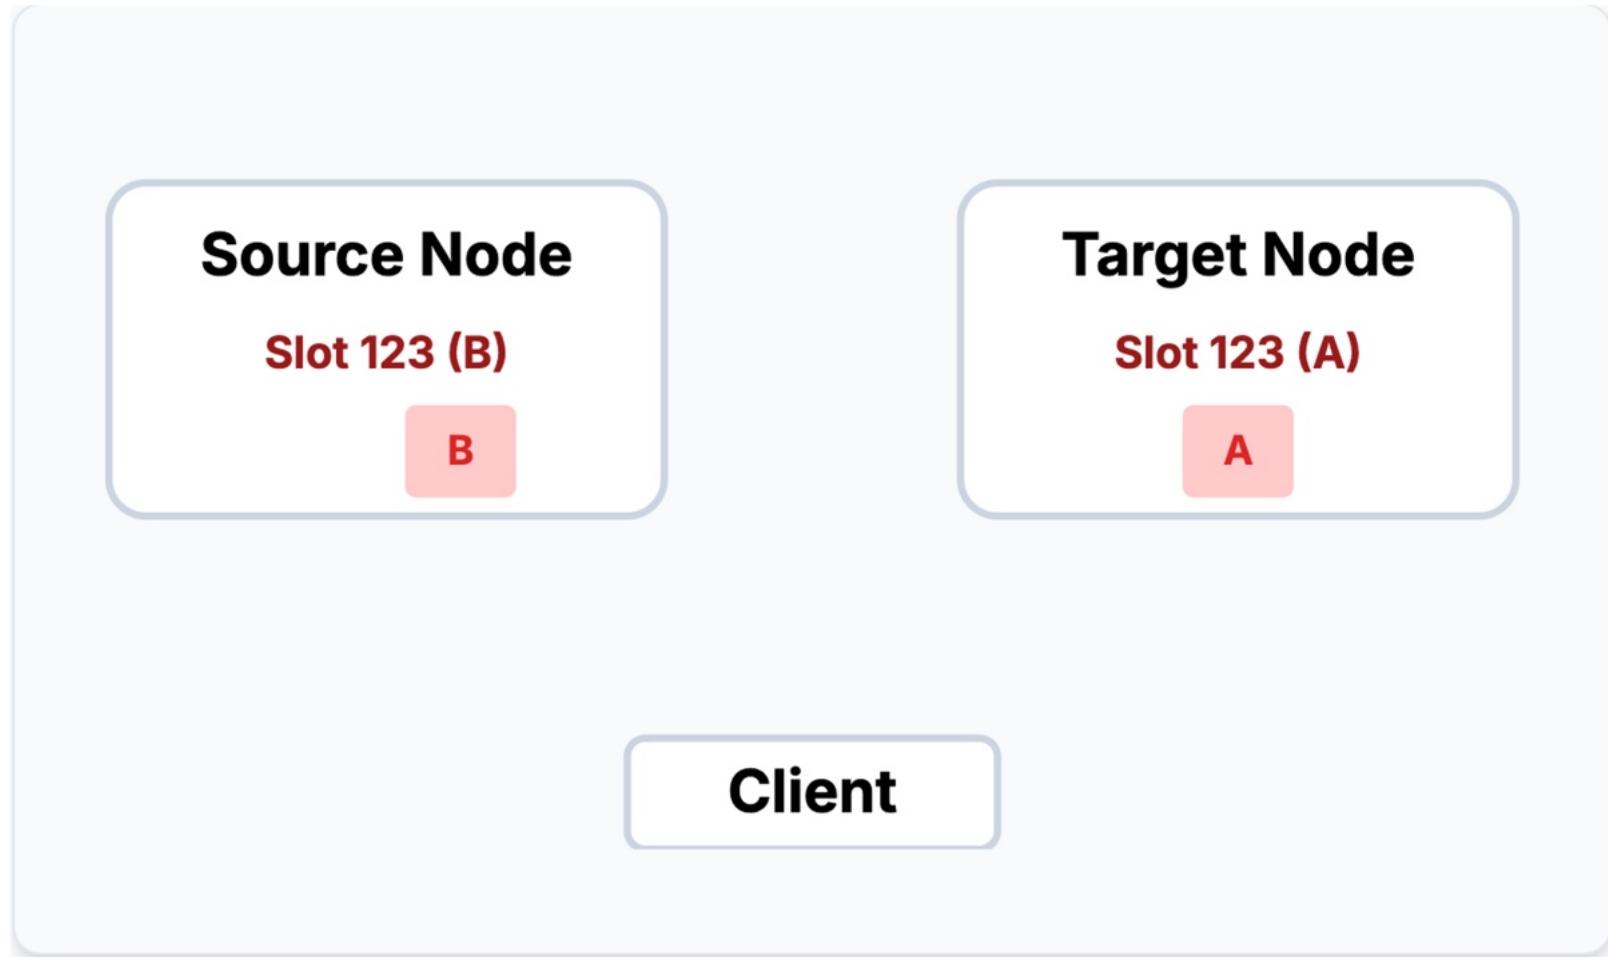 Source Node
Slot 123 (B)
B
Target Node
Slot 123 (A)
A
Client